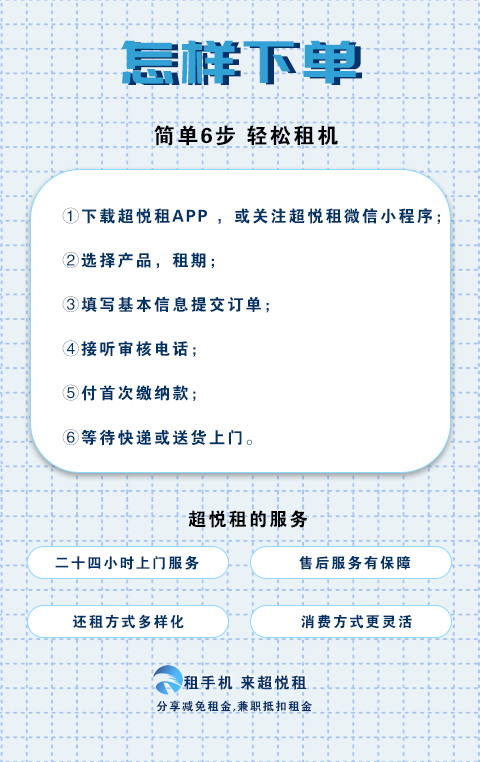 怎样下单
简单6步 轻松租机
①下载超悦租APP ，或关注超悦租微信小程序；
②选择产品，租期；
③填写基本信息提交订单；
④接听审核电话；
⑤付首次缴纳款；
⑥等待快递或送货上门。
超悦租的服务
二十四小时上门服务
售后服务有保障
还租方式多样化
消费方式更灵活
租手机 来超悦租
分享减免租金,兼职抵扣租金